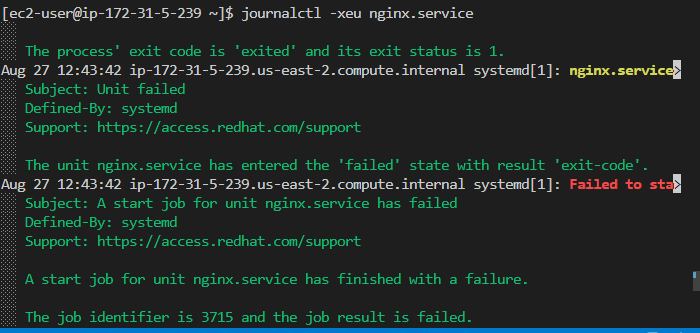 [ec2-user@ip-172-31-5-239 ~]$ journalctl -xeu nginx.service
The process' exit code is 'exited' and its exit status is 1.
Aug 27 12:43:42 ip-172-31-5-239.us-east-2.compute.internal systemd[1]: nginx.service>
Subject: Unit failed
Defined-By: systemd
Support: https://access.redhat.com/support
The unit nginx.service has entered the 'failed' state with result 'exit-code'.
Aug 27 12:43:42 ip-172-31-5-239.us-east-2.compute.internal systemd[1]: Failed to sta>
Subject: A start job for unit nginx.service has failed
Defined-By: systemd
Support: https://access.redhat.com/support
A start job for unit nginx.service has finished with a failure.
The job identifier is 3715 and the job result is failed.